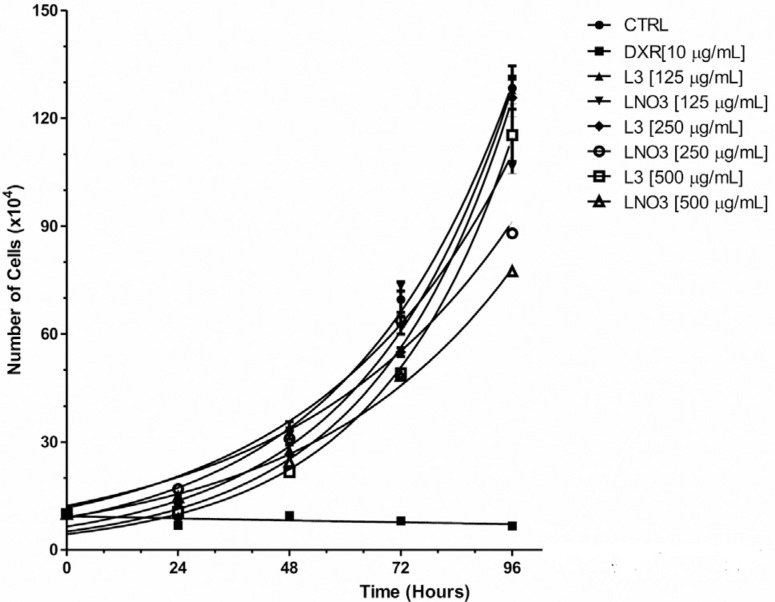 150
120
90
60
30
0
Number of Cells (x10⁴)
0 24 48 72 96
Time (Hours)
CTRL
DXR[10 µg/mL]
L3 [125 µg/mL]
LNO3 [125 µg/mL]
L3 [250 µg/mL]
LNO3 [250 µg/mL]
L3 [500 µg/mL]
LNO3 [500 µg/mL]